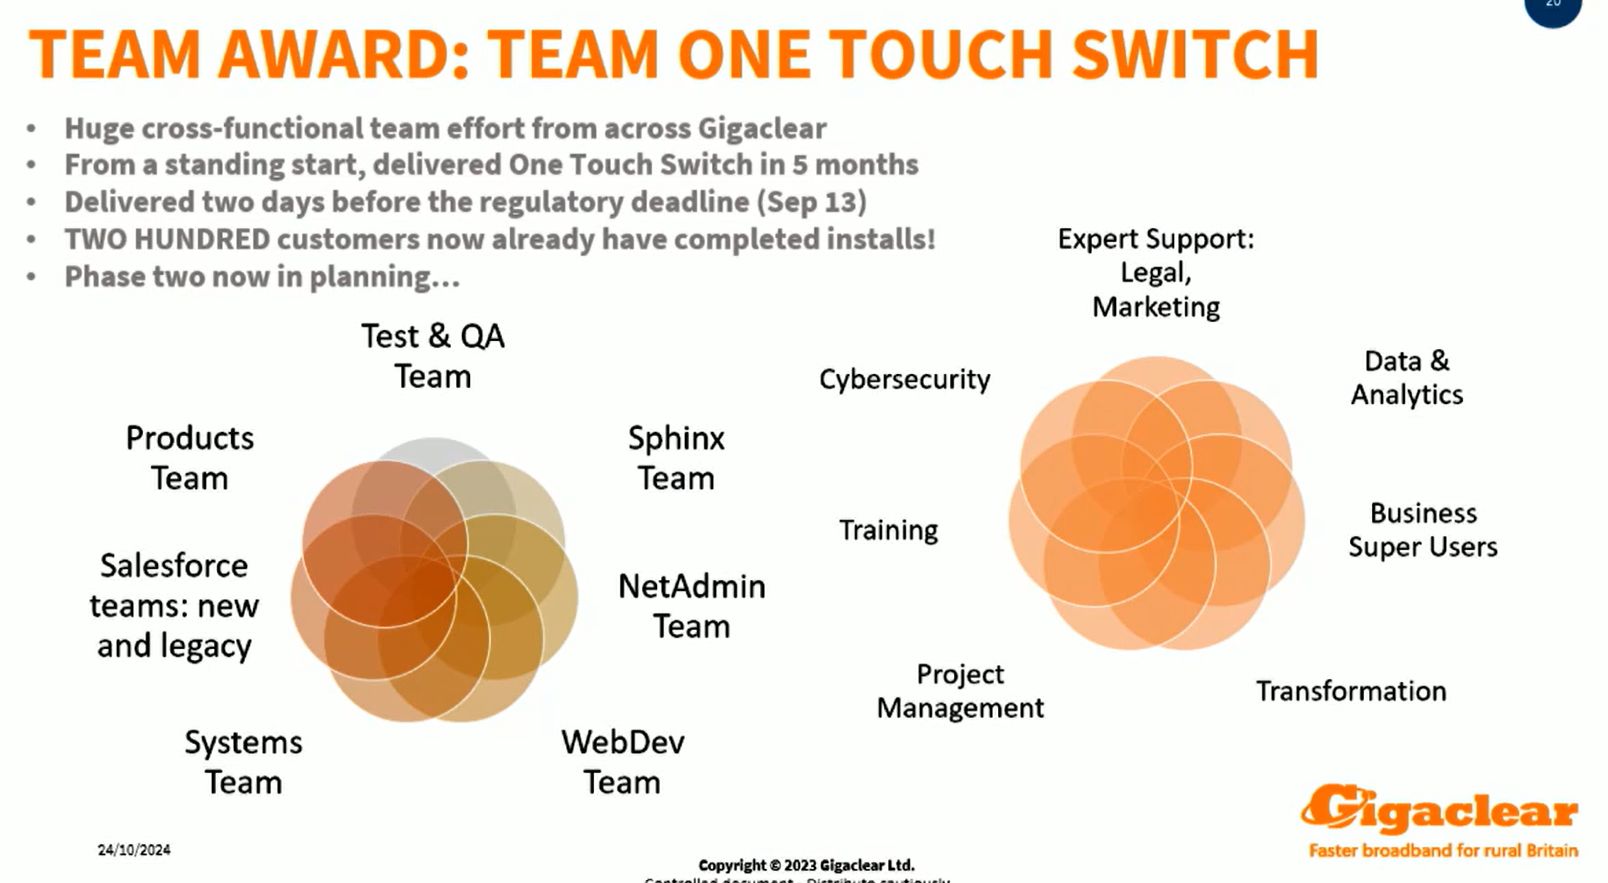 20
TEAM AWARD: TEAM ONE TOUCH SWITCH
• Huge cross-functional team effort from across Gigaclear
• From a standing start, delivered One Touch Switch in 5 months
• Delivered two days before the regulatory deadline (Sep 13)
• TWO HUNDRED customers now already have completed installs!
• Phase two now in planning...
Test & QA
Team
Sphinx
Team
NetAdmin
Team
WebDev
Team
Systems
Team
Salesforce
teams: new
and legacy
Products
Team
Expert Support:
Legal,
Marketing
Data &
Analytics
Business
Super Users
Transformation
Project
Management
Training
Cybersecurity
Gigaclear
Faster broadband for rural Britain
24/10/2024
Copyright © 2023 Gigaclear Ltd.
Controlled document - Distribute cautiously